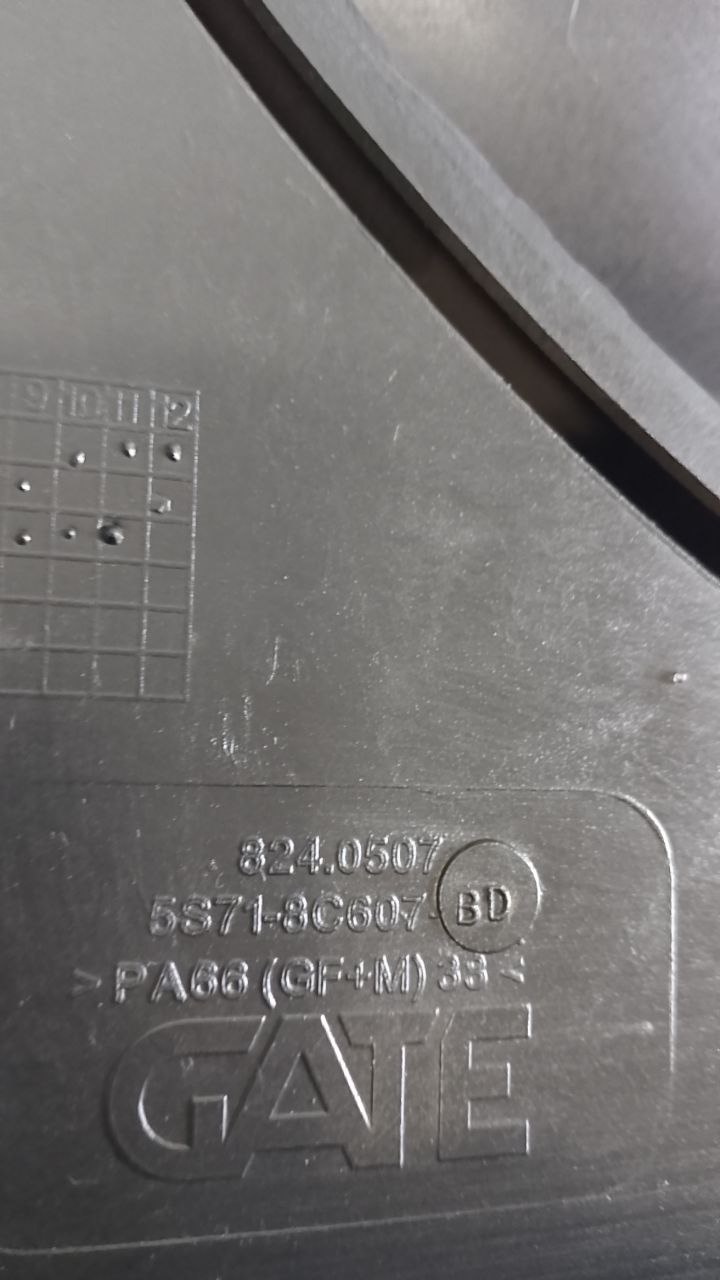 9 10 11 12
824.0507
5S71-8C607-BD
>PA66 (GF+M) 33<
GATE